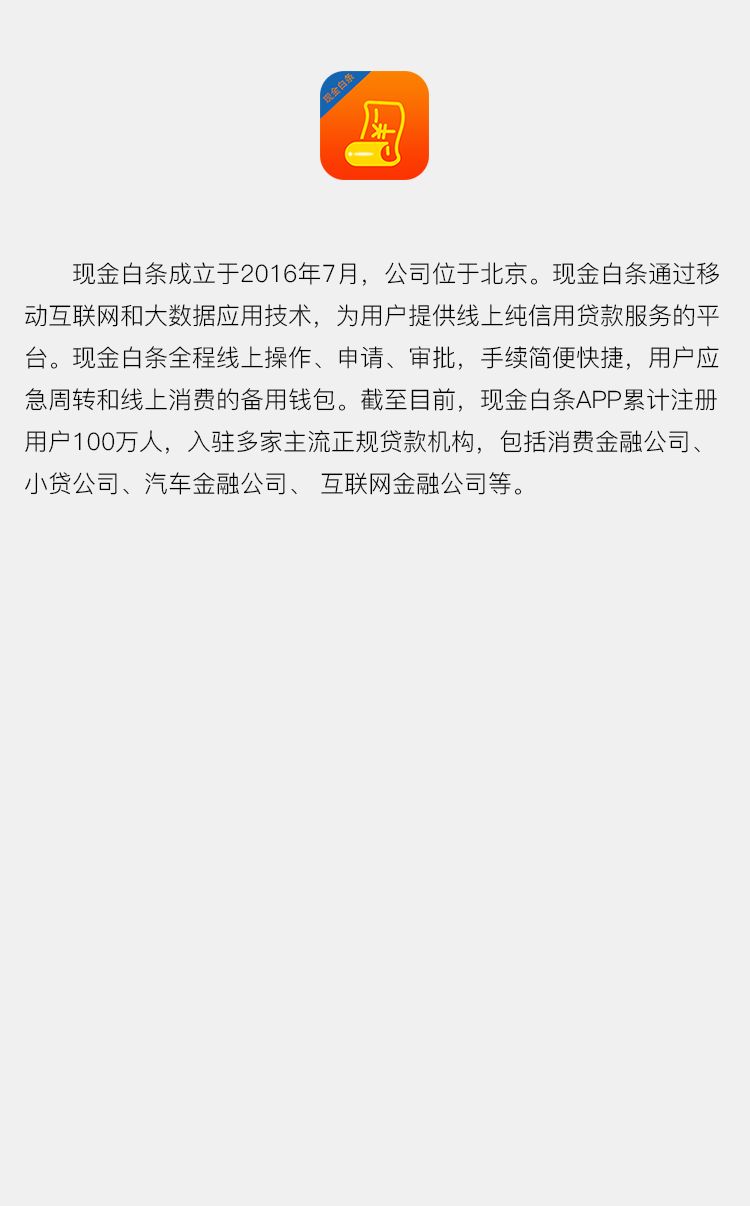 现金白条
现金白条成立于2016年7月，公司位于北京。现金白条通过移
动互联网和大数据应用技术，为用户提供线上纯信用贷款服务的平
台。现金白条全程线上操作、申请、审批，手续简便快捷，用户应
急周转和线上消费的备用钱包。截至目前，现金白条APP累计注册
用户100万人，入驻多家主流正规贷款机构，包括消费金融公司、
小贷公司、汽车金融公司、 互联网金融公司等。